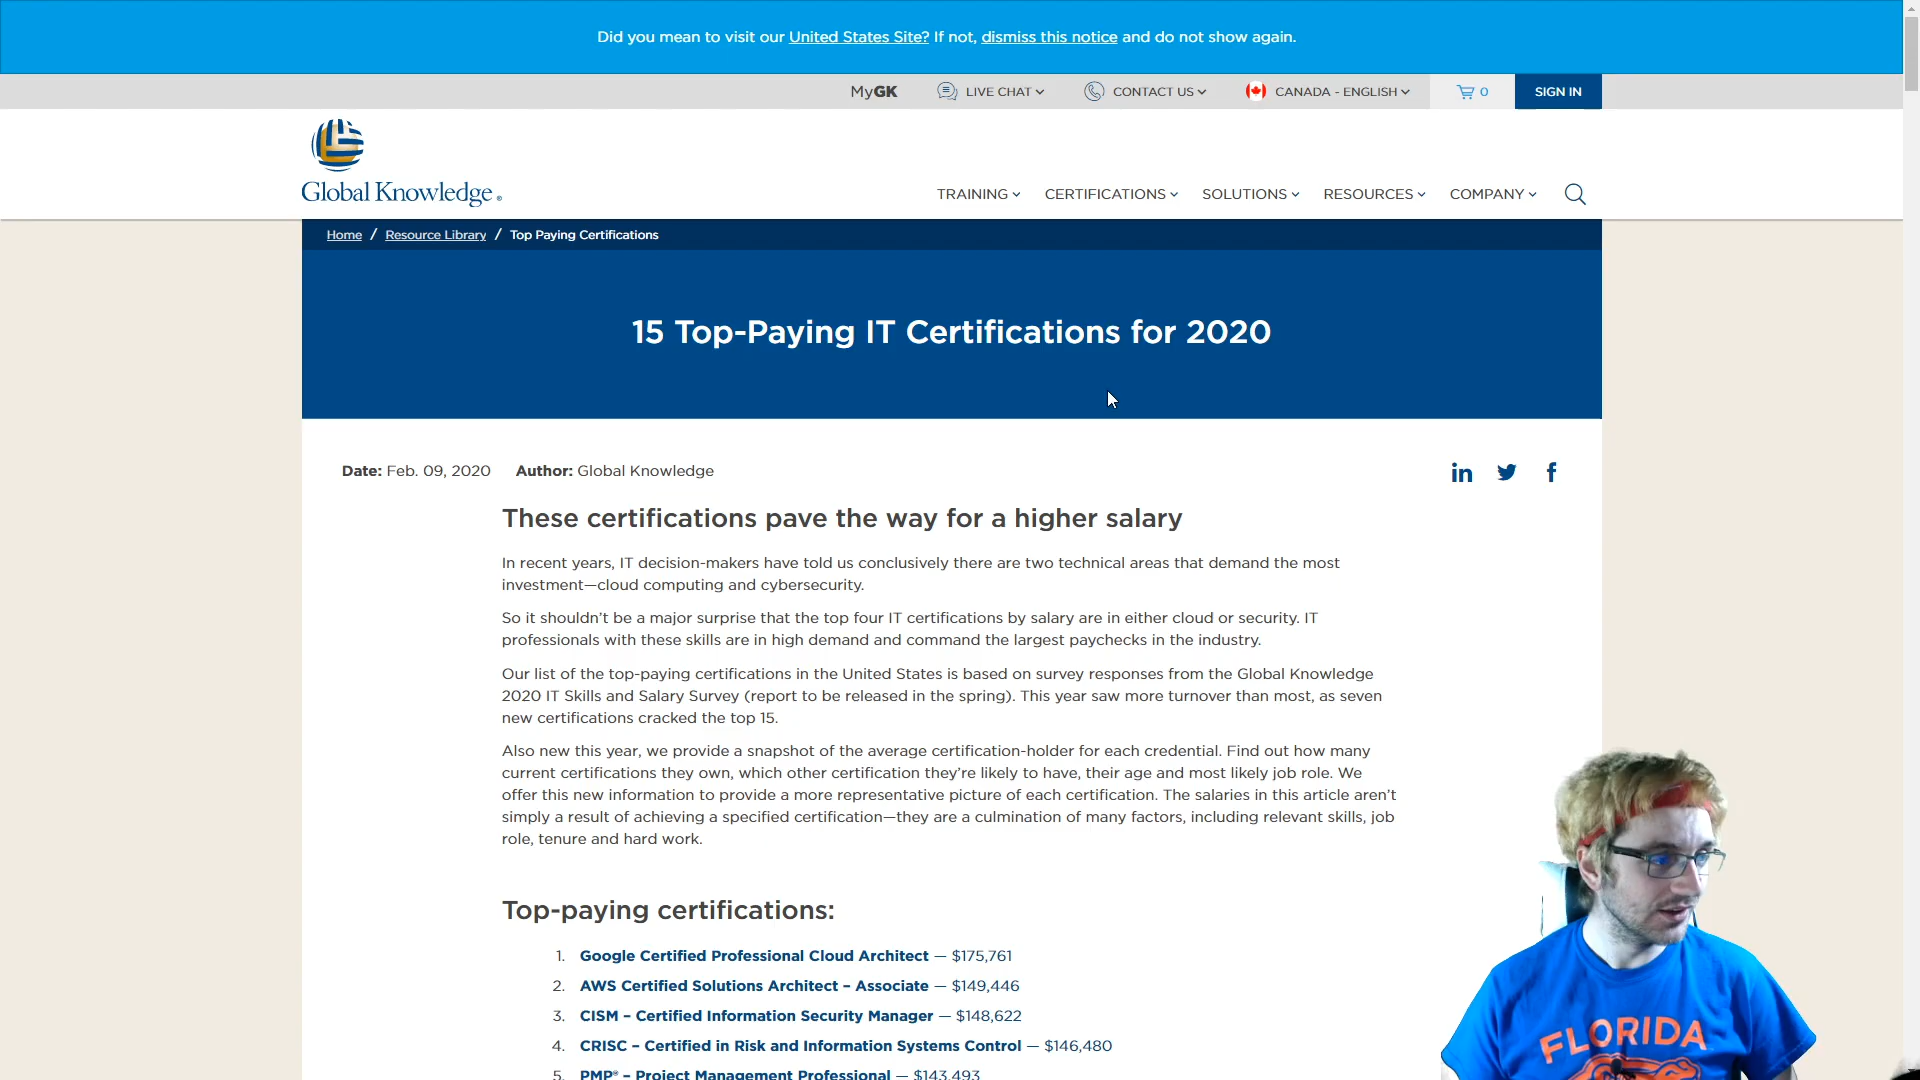 Did you mean to visit our United States Site? If not, dismiss this notice and do not show again.
MyGK LIVE CHAT CONTACT US CANADA - ENGLISH 0 SIGN IN
Global Knowledge®
TRAINING CERTIFICATIONS SOLUTIONS RESOURCES COMPANY
Home / Resource Library / Top Paying Certifications
15 Top-Paying IT Certifications for 2020
Date: Feb. 09, 2020 Author: Global Knowledge
in f
These certifications pave the way for a higher salary
In recent years, IT decision-makers have told us conclusively there are two technical areas that demand the most
investment—cloud computing and cybersecurity.
So it shouldn't be a major surprise that the top four IT certifications by salary are in either cloud or security. IT
professionals with these skills are in high demand and command the largest paychecks in the industry.
Our list of the top-paying certifications in the United States is based on survey responses from the Global Knowledge
2020 IT Skills and Salary Survey (report to be released in the spring). This year saw more turnover than most, as seven
new certifications cracked the top 15.
Also new this year, we provide a snapshot of the average certification-holder for each credential. Find out how many
current certifications they own, which other certification they're likely to have, their age and most likely job role. We
offer this new information to provide a more representative picture of each certification. The salaries in this article aren't
simply a result of achieving a specified certification—they are a culmination of many factors, including relevant skills, job
role, tenure and hard work.
Top-paying certifications:
1. Google Certified Professional Cloud Architect — $175,761
2. AWS Certified Solutions Architect – Associate — $149,446
3. CISM – Certified Information Security Manager — $148,622
4. CRISC – Certified in Risk and Information Systems Control — $146,480
5. PMP® – Project Management Professional — $143,493
FLORIDA